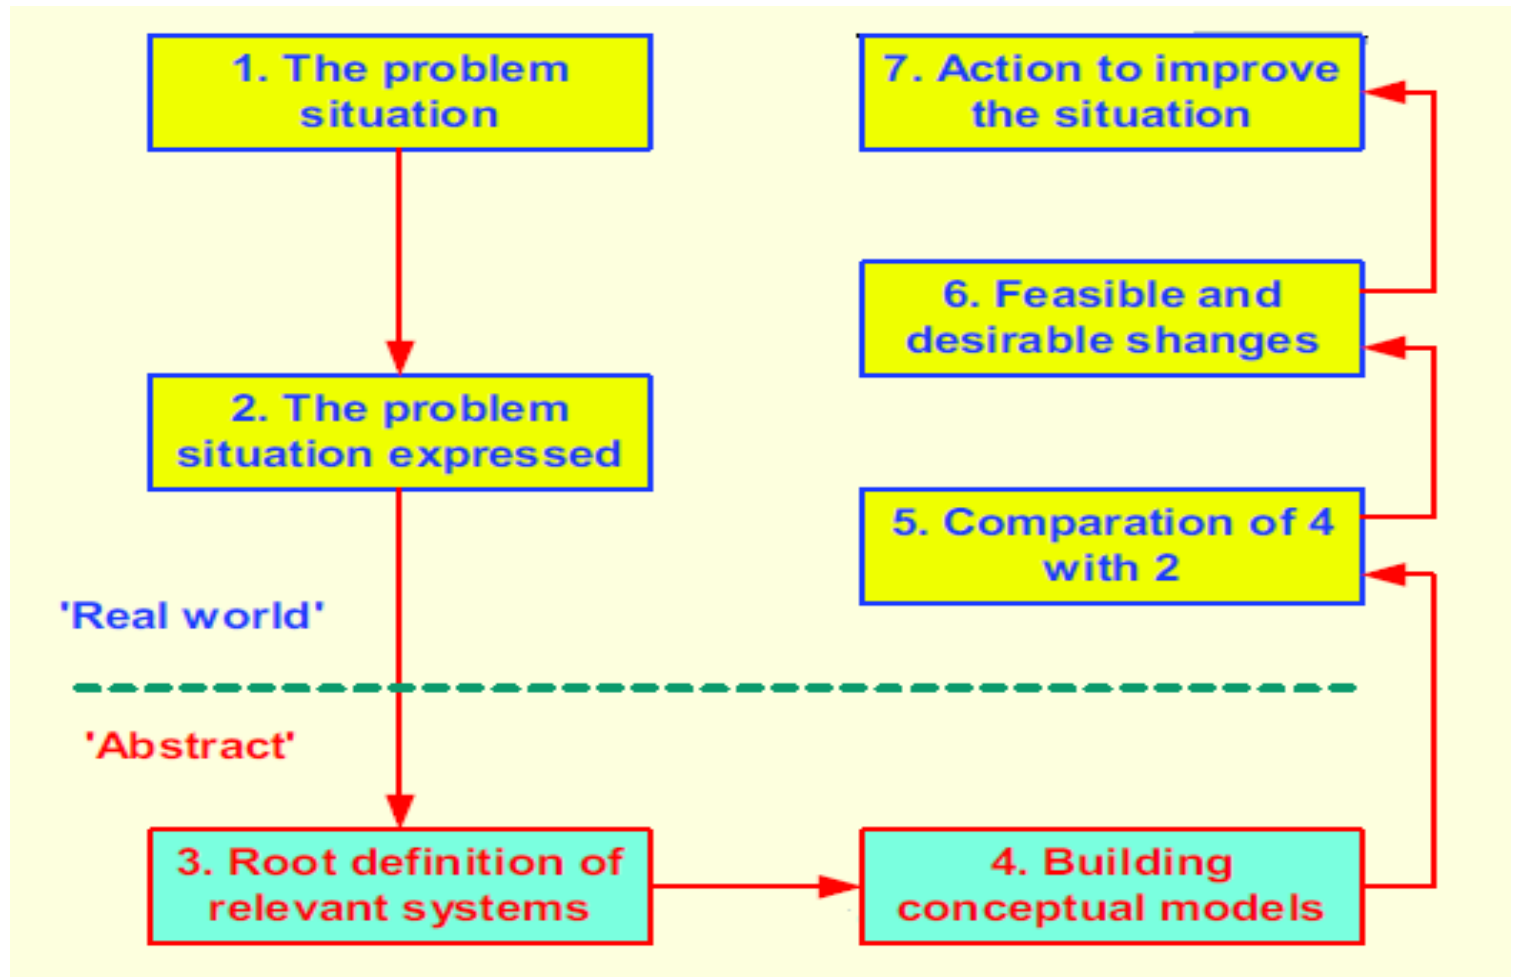 1. The problem
situation
2. The problem
situation expressed
'Real world'
'Abstract'
3. Root definition of
relevant systems
4. Building
conceptual models
5. Comparation of 4
with 2
6. Feasible and
desirable shanges
7. Action to improve
the situation